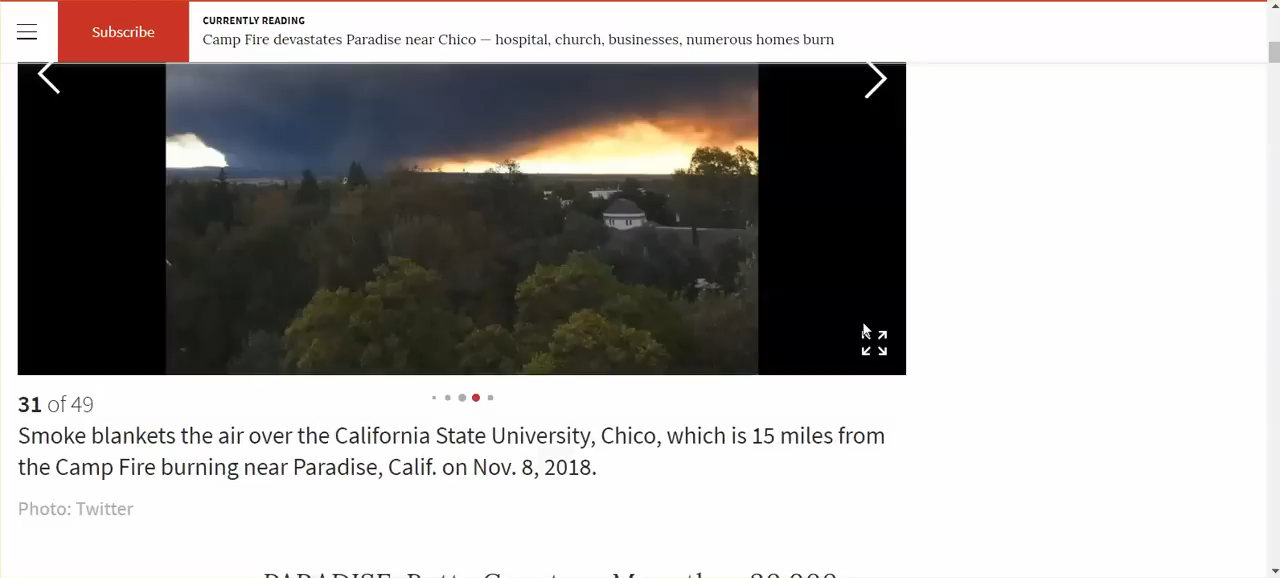 Subscribe
CURRENTLY READING
Camp Fire devastates Paradise near Chico — hospital, church, businesses, numerous homes burn
31 of 49
Smoke blankets the air over the California State University, Chico, which is 15 miles from
the Camp Fire burning near Paradise, Calif. on Nov. 8, 2018.
Photo: Twitter